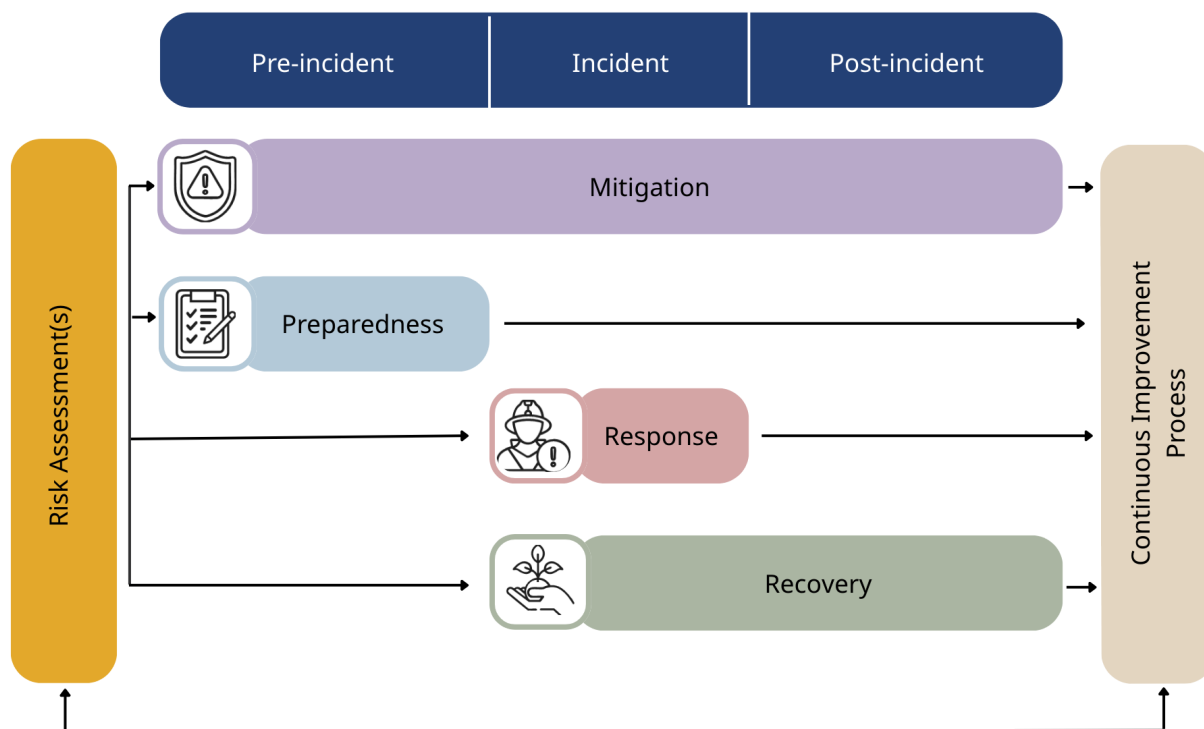 Pre-incident
Incident
Post-incident
Mitigation
Preparedness
Response
Recovery
Risk Assessment(s)
Continuous Improvement
Process